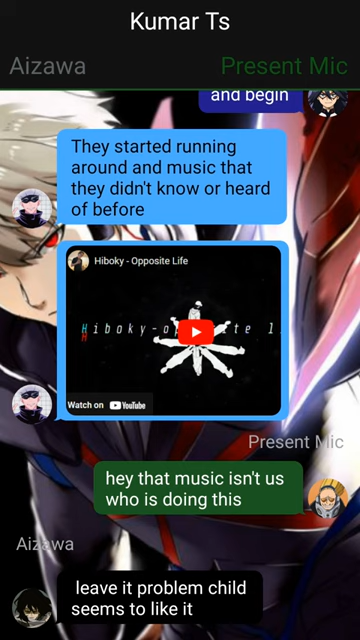 Kumar Ts
Aizawa
Present Mic
and begin
They started running
around and music that
they didn't know or heard
of before
Hiboky - Opposite Life
Watch on YouTube
Present Mic
hey that music isn't us
who is doing this
Aizawa
leave it problem child
seems to like it